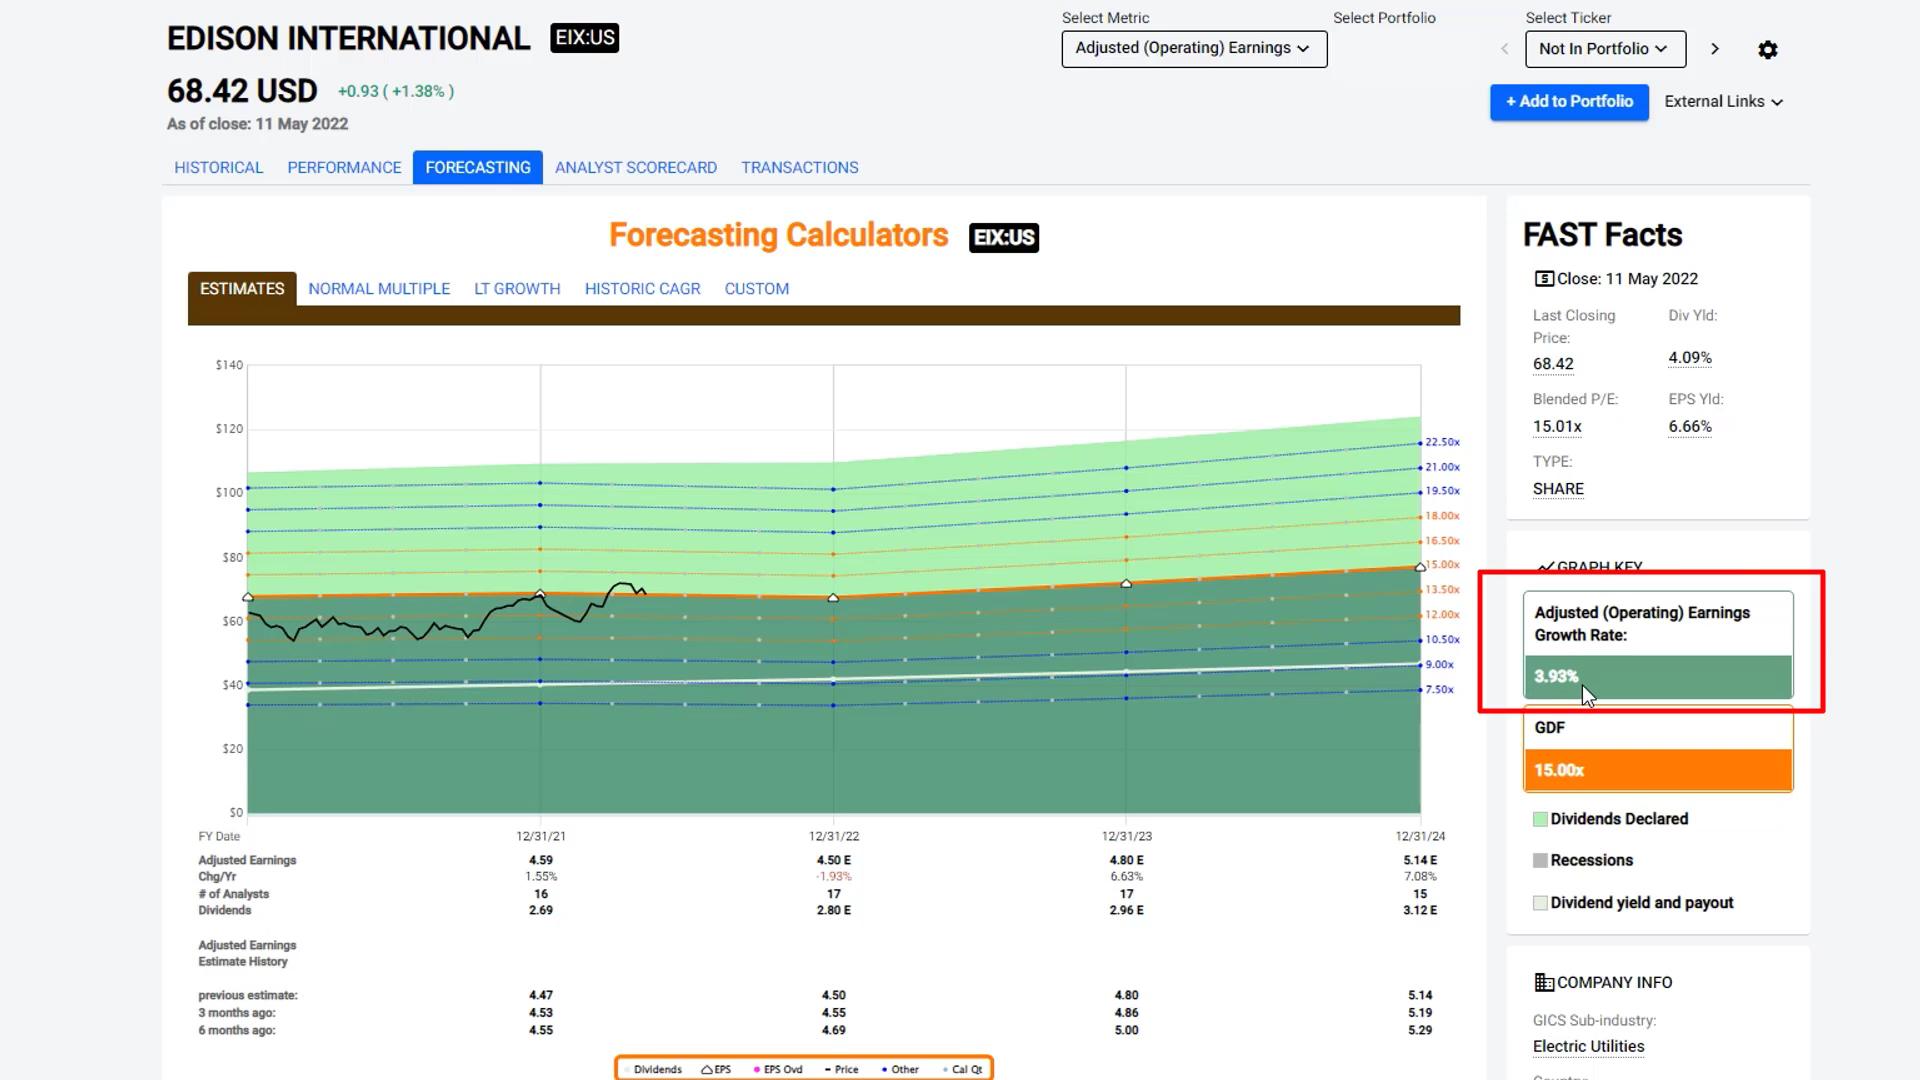 EDISON INTERNATIONAL EIX:US
68.42 USD +0.93 ( +1.38% )
As of close: 11 May 2022
Select Metric
Adjusted (Operating) Earnings
Select Portfolio
Select Ticker
Not In Portfolio
+ Add to Portfolio External Links
HISTORICAL PERFORMANCE FORECASTING ANALYST SCORECARD TRANSACTIONS
Forecasting Calculators EIX:US
ESTIMATES NORMAL MULTIPLE LT GROWTH HISTORIC CAGR CUSTOM
$140
$120
$100
$80
$60
$40
$20
$0
22.50x
21.00x
19.50x
18.00x
16.50x
15.00x
13.50x
12.00x
10.50x
9.00x
7.50x
FY Date 12/31/21 12/31/22 12/31/23 12/31/24
Adjusted Earnings 4.59 4.50 E 4.80 E 5.14 E
Chg/Yr 1.55% -1.93% 6.63% 7.08%
# of Analysts 16 17 17 15
Dividends 2.69 2.80 E 2.96 E 3.12 E
Adjusted Earnings
Estimate History
previous estimate: 4.47 4.50 4.80 5.14
3 months ago: 4.53 4.55 4.86 5.19
6 months ago: 4.55 4.69 5.00 5.29
Dividends EPS EPS Ovd Price Other Cal Qt
FAST Facts
Close: 11 May 2022
Last Closing
Price:
68.42
Div Yld:
4.09%
Blended P/E:
15.01x
EPS Yld:
6.66%
TYPE:
SHARE
GRAPH KEY
Adjusted (Operating) Earnings
Growth Rate:
3.93%
GDF
15.00x
Dividends Declared
Recessions
Dividend yield and payout
COMPANY INFO
GICS Sub-industry:
Electric Utilities